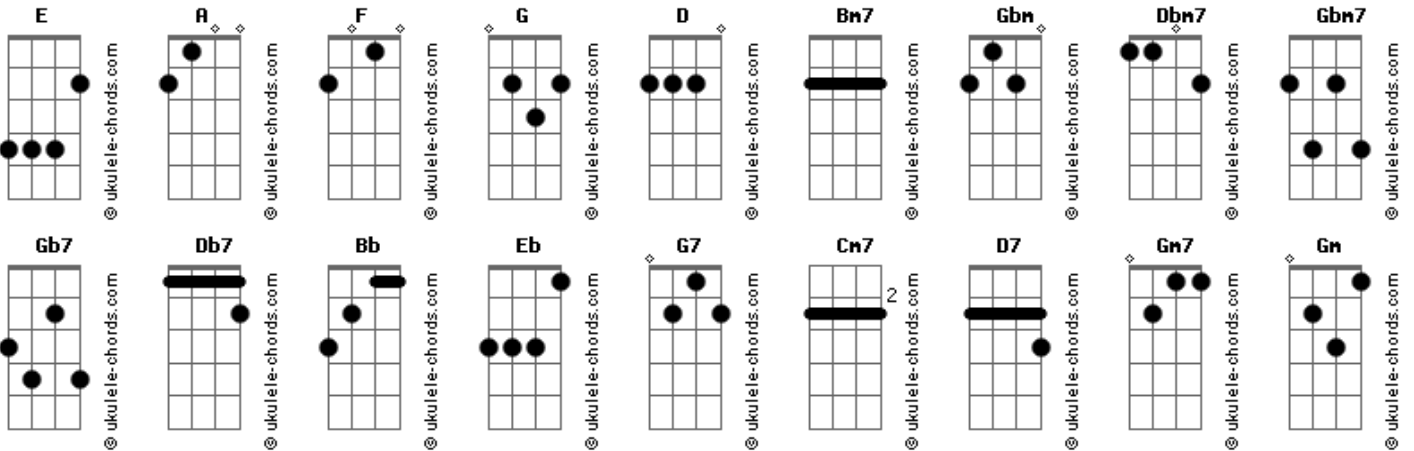 E A F G D Bm7 Gbm Dbm7 Gbm7
© ukulele-chords.com © ukulele-chords.com © ukulele-chords.com © ukulele-chords.com © ukulele-chords.com © ukulele-chords.com © ukulele-chords.com © ukulele-chords.com © ukulele-chords.com
Gb7 Db7 Bb Eb G7 Cm7 D7 Gm7 Gm
2
© ukulele-chords.com © ukulele-chords.com © ukulele-chords.com © ukulele-chords.com © ukulele-chords.com © ukulele-chords.com © ukulele-chords.com © ukulele-chords.com © ukulele-chords.com